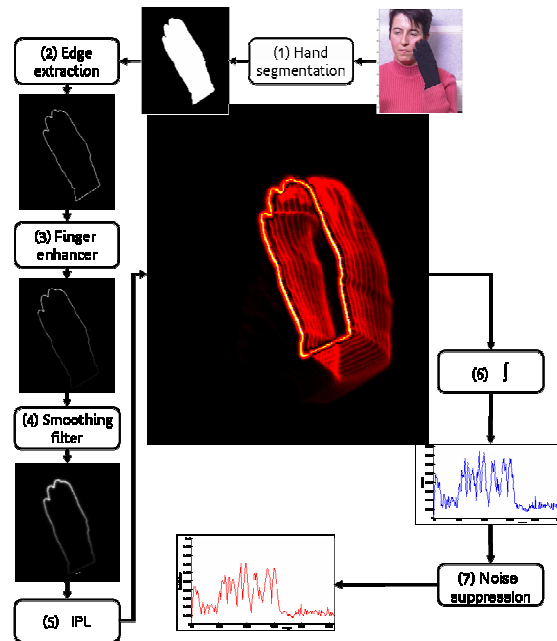 (1) Hand
segmentation
(2) Edge
extraction
(3) Finger
enhancer
(4) Smoothing
filter
(5) IPL
(6) ∫
(7) Noise
suppression